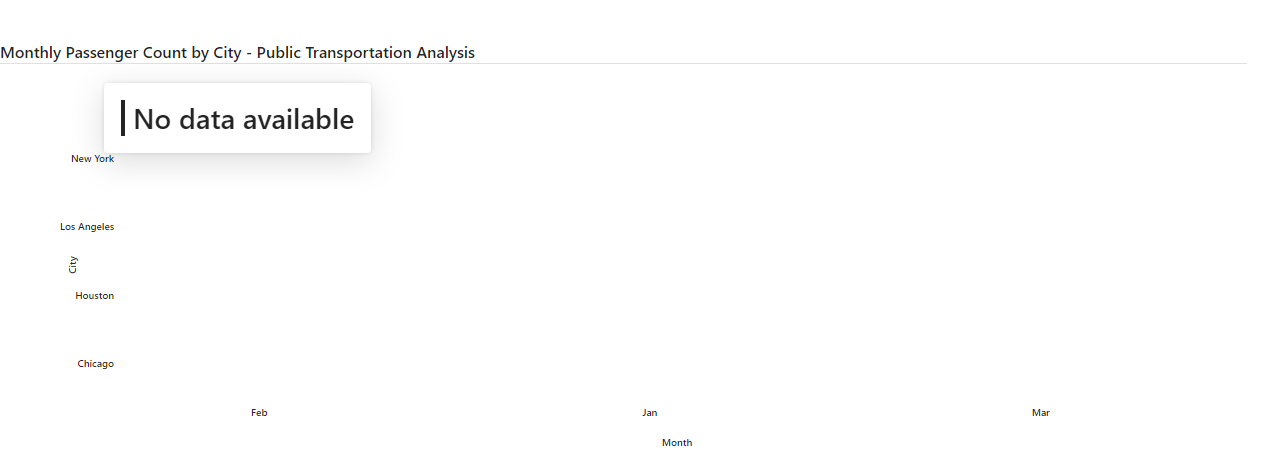 Monthly Passenger Count by City - Public Transportation Analysis
No data available
New York
Los Angeles
City
Houston
Chicago
Feb Jan Mar
Month